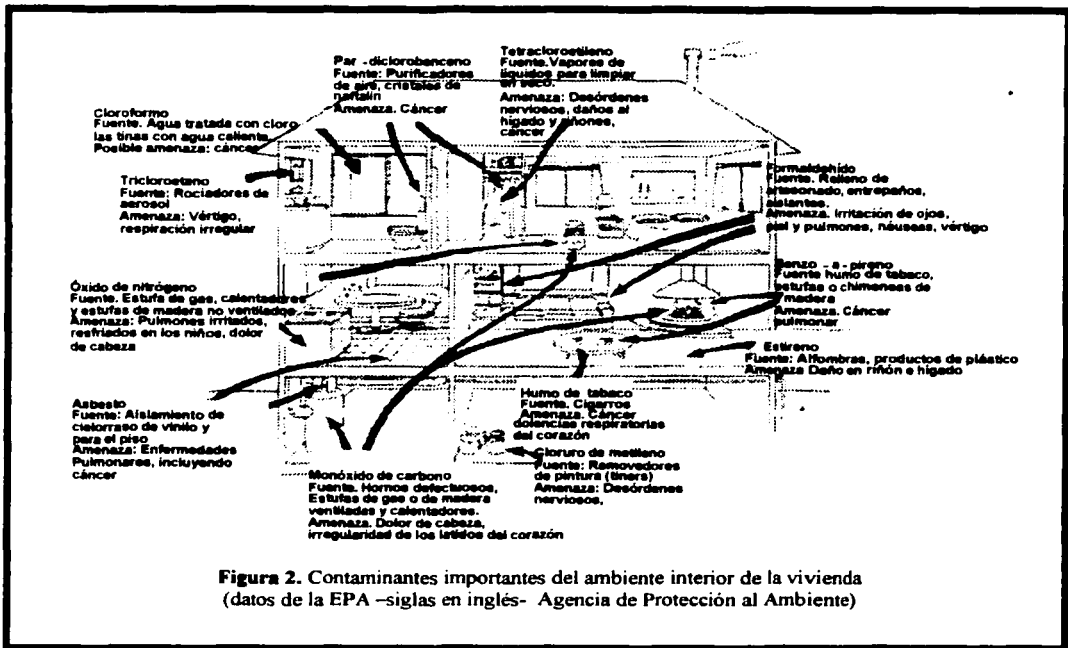 Par - diclorobenceno
Fuente: Purificadores
de aire, cristales de
naftalin
Amenaza. Cáncer
Tetracloroetileno
Fuente. Vapores de
líquidos para limpiar
en seco.
Amenaza: Desórdenes
nerviosos, daños al
hígado y riñones,
cáncer
Cloroformo
Fuente. Agua tratada con cloro
las tinas con agua caliente
Posible amenaza: cáncer
Tricloroeteno
Fuente: Rociadores de
aerosol
Amenaza: Vértigo,
respiración irregular
Formaldehído
Fuente. Relleno de
artesonado, entrepaños,
aislantes.
Amenaza. Irritación de ojos,
piel y pulmones, náuseas, vértigo
Óxido de nitrógeno
Fuente. Estufa de gas, calentadores
y estufas de madera no ventilados
Amenaza: Pulmones irritados,
resfriados en los niños, dolor
de cabeza
Benzo - a - pireno
Fuente humo de tabaco,
estufas o chimeneas de
madera
Amenaza. Cáncer
pulmonar
Estireno
Fuente: Alfombras, productos de plástico
Amenaza Daño en riñón e hígado
Asbesto
Fuente: Aislamiento de
cielorraso de vinilo y
para el piso
Amenaza: Enfermedades
Pulmonares, incluyendo
cáncer
Humo de tabaco
Fuente. Cigarros
Amenaza. Cáncer
dolencias respiratorias
del corazón
Cloruro de metileno
Fuente: Removedores
de pintura (tiners)
Amenaza: Desórdenes
nerviosos,
Monóxido de carbono
Fuente. Hornos defectuosos,
Estufas de gas o de madera
ventiladas y calentadores.
Amenaza. Dolor de cabeza,
irregularidad de los latidos del corazón
Figura 2. Contaminantes importantes del ambiente interior de la vivienda
(datos de la EPA –siglas en inglés- Agencia de Protección al Ambiente)